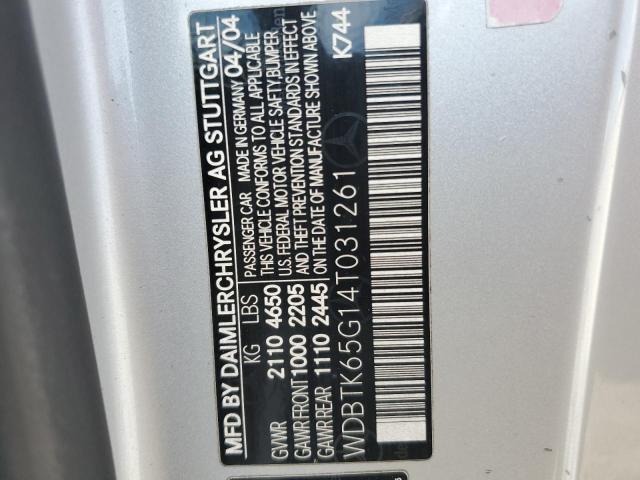 MFD BY DAIMLERCHRYSLER AG STUTTGART
KG LBS PASSENGER CAR MADE IN GERMANY 04/04
GVWR 2110 4650 THIS VEHICLE CONFORMS TO ALL APPLICABLE
GAWR FRONT 1000 2205 U.S. FEDERAL MOTOR VEHICLE SAFTY,BUMPER
GAWR REAR 1110 2445 AND THEFT PREVENTION STANDARDS IN EFFECT
ON THE DATE OF MANUFACTURE SHOWN ABOVE
K744
WDBTK65G14T031261